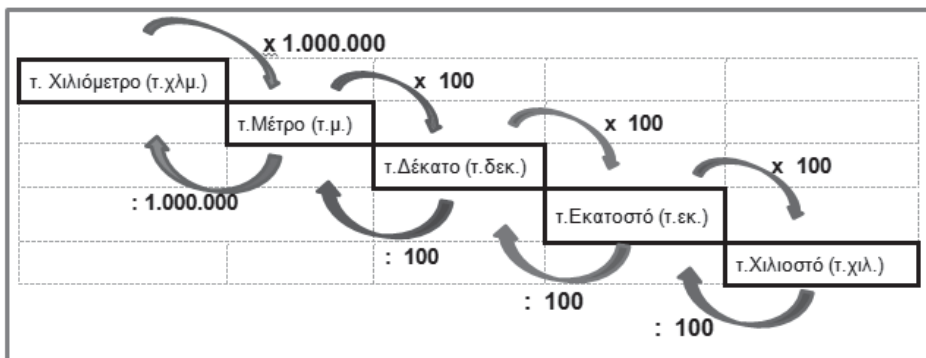 x 1.000.000
τ. Χιλιόμετρο (τ.χλμ.)
x 100
τ.Μέτρο (τ.μ.)
x 100
τ.Δέκατο (τ.δεκ.)
x 100
: 1.000.000
τ.Εκατοστό (τ.εκ.)
: 100
τ.Χιλιοστό (τ.χιλ.)
: 100
: 100